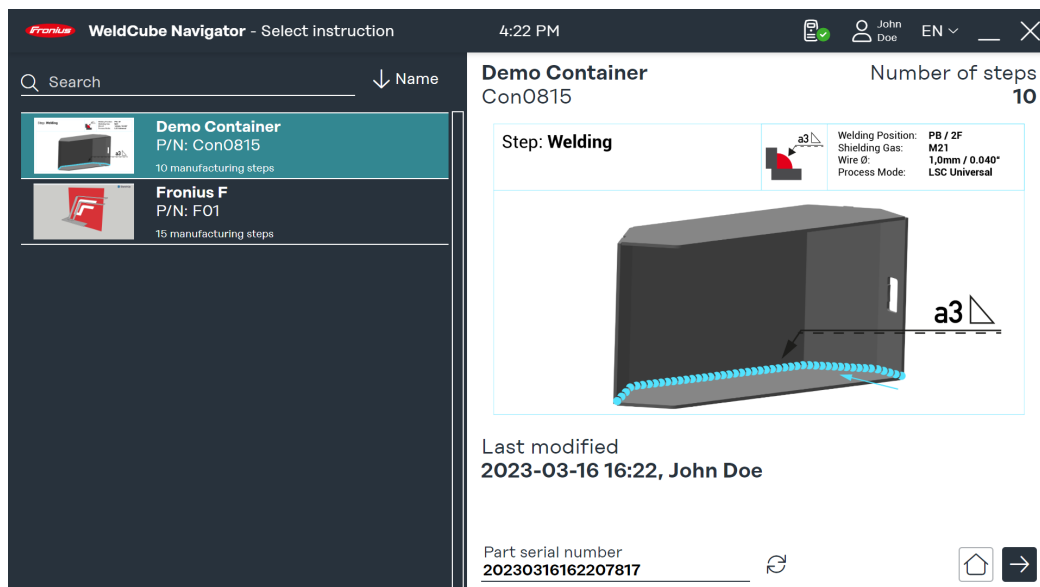 Fronius WeldCube Navigator - Select instruction 4:22 PM John Doe EN
Search Name
Demo Container
P/N: Con0815
10 manufacturing steps
Fronius F
P/N: F01
15 manufacturing steps
Demo Container Number of steps
Con0815 10
Step: Welding
a3
Welding Position: PB / 2F
Shielding Gas: M21
Wire Ø: 1,0mm / 0.040"
Process Mode: LSC Universal
a3
Last modified
2023-03-16 16:22, John Doe
Part serial number
20230316162207817